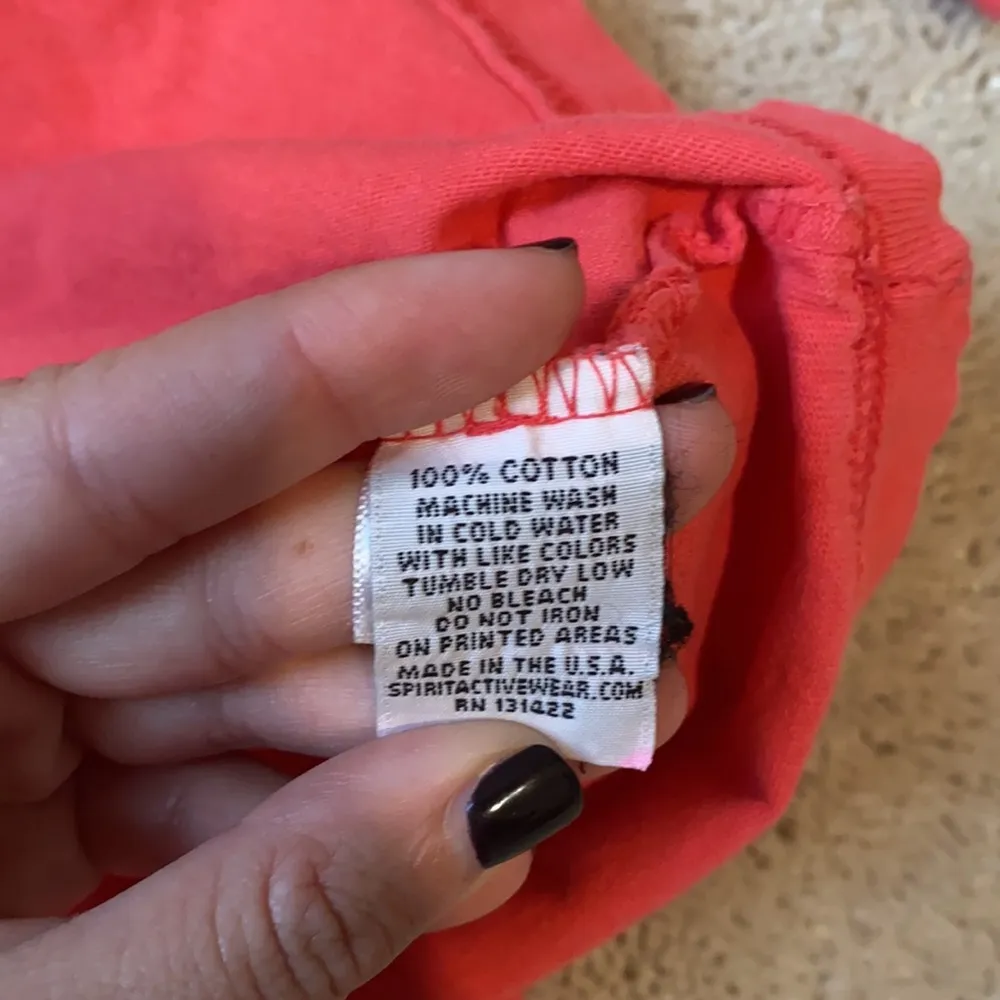 100% COTTON
MACHINE WASH
IN COLD WATER
WITH LIKE COLORS
TUMBLE DRY LOW
NO BLEACH
DO NOT IRON
ON PRINTED AREAS
MADE IN THE U.S.A.
SPIRITACTIVEWEAR.COM
RN 131422